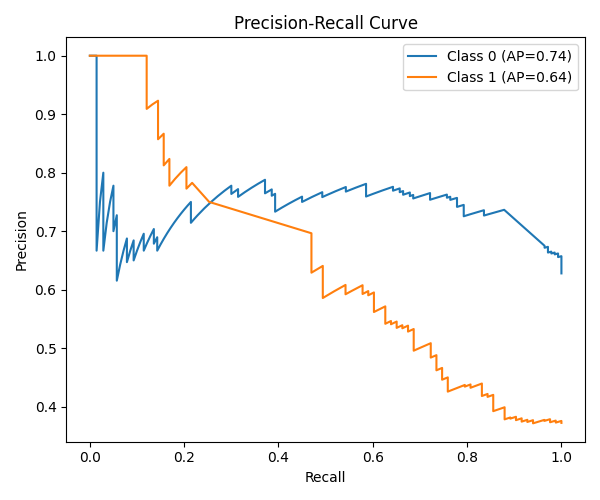 Precision-Recall Curve
Class 0 (AP=0.74)
Class 1 (AP=0.64)
Precision
1.0
0.9
0.8
0.7
0.6
0.5
0.4
0.0 0.2 0.4 0.6 0.8 1.0
Recall